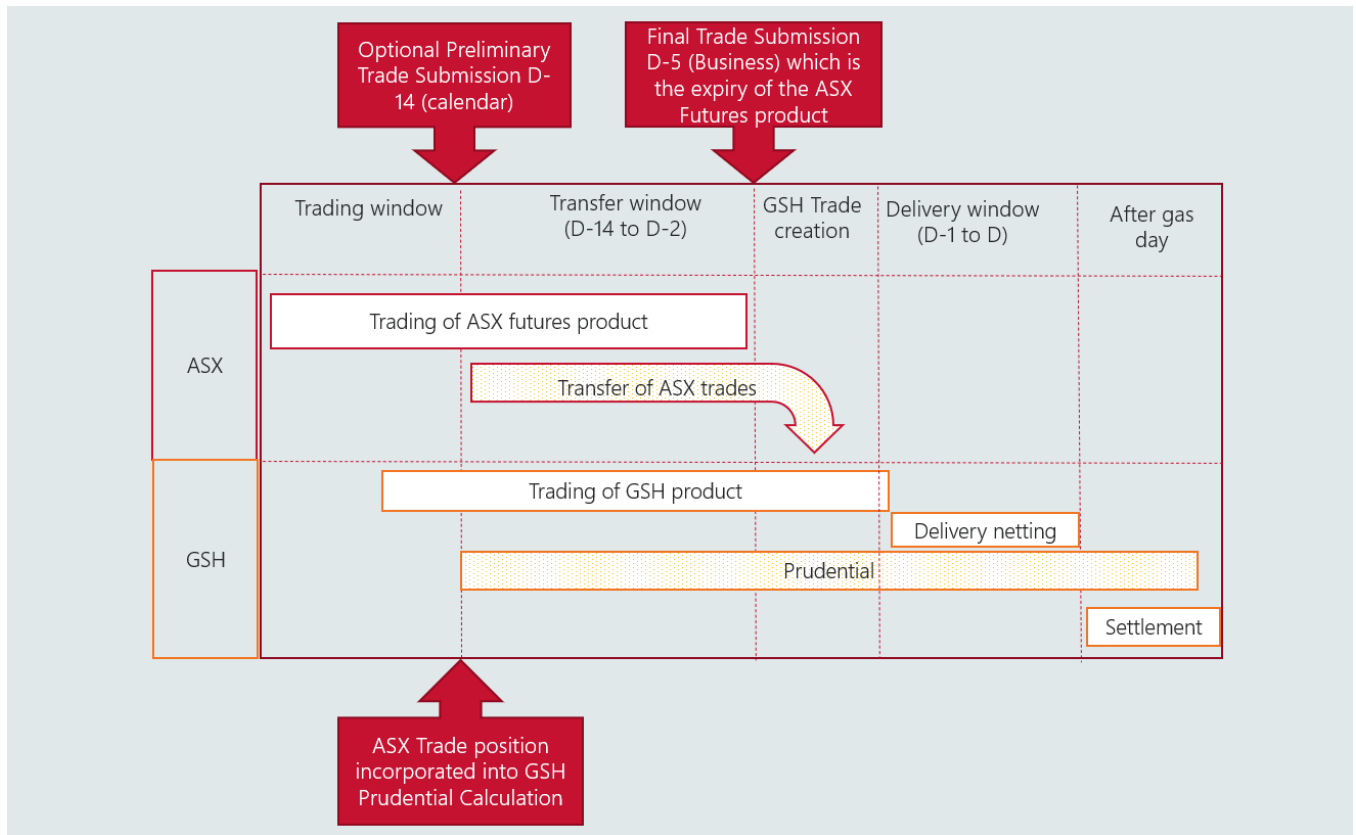 Optional Preliminary
Trade Submission D-
14 (calendar)
Final Trade Submission
D-5 (Business) which is
the expiry of the ASX
Futures product
Trading window
Transfer window
(D-14 to D-2)
GSH Trade
creation
Delivery window
(D-1 to D)
After gas
day
ASX
Trading of ASX futures product
Transfer of ASX trades
GSH
Trading of GSH product
Delivery netting
Prudential
Settlement
ASX Trade position
incorporated into GSH
Prudential Calculation